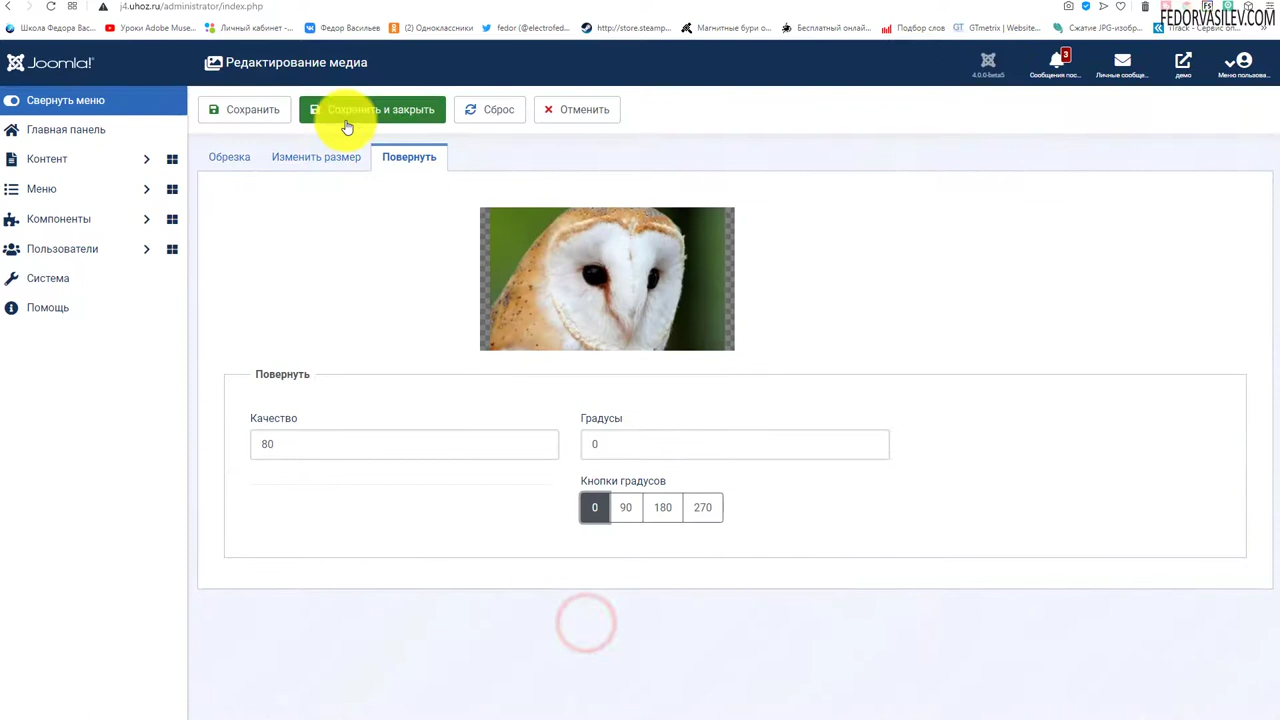 j4.uhoz.ru/administrator/index.php
FEDORVASILEV.COM
Школа Федора Вас...
Уроки Adobe Muse...
Личный кабинет -...
Федор Васильев
(2) Одноклассники
fedor (@electrofed...
http://store.steamp...
Магнитные бури о...
Бесплатный онлай...
Подбор слов
GTmetrix | Website...
Сжатие JPG-изобр...
Joomla!
Редактирование медиа
4.0.0-beta5
3
Сообщения пос...
Личные сообще...
демо
Меню пользова...
Свернуть меню
Главная панель
Контент
Меню
Компоненты
Пользователи
Система
Помощь
Сохранить
Сохранить и закрыть
Сброс
Отменить
Обрезка
Изменить размер
Повернуть
Повернуть
Качество
80
Градусы
0
Кнопки градусов
0
90
180
270